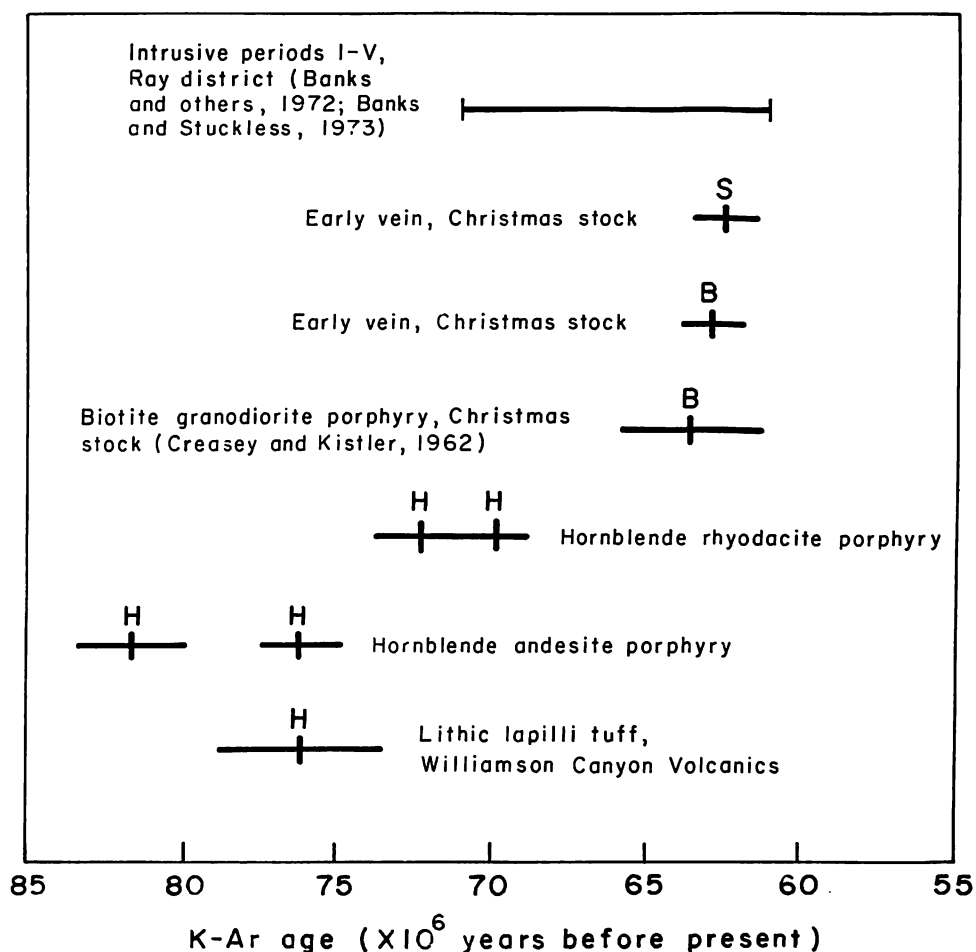 Intrusive periods I-V,
Ray district (Banks
and others, 1972; Banks
and Stuckless, 1973)
S
Early vein, Christmas stock
B
Early vein, Christmas stock
B
Biotite granodiorite porphyry, Christmas
stock (Creasey and Kistler, 1962)
H H
Hornblende rhyodacite porphyry
H H
Hornblende andesite porphyry
H
Lithic lapilli tuff,
Williamson Canyon Volcanics
85 80 75 70 65 60 55
K-Ar age (X10⁶ years before present)